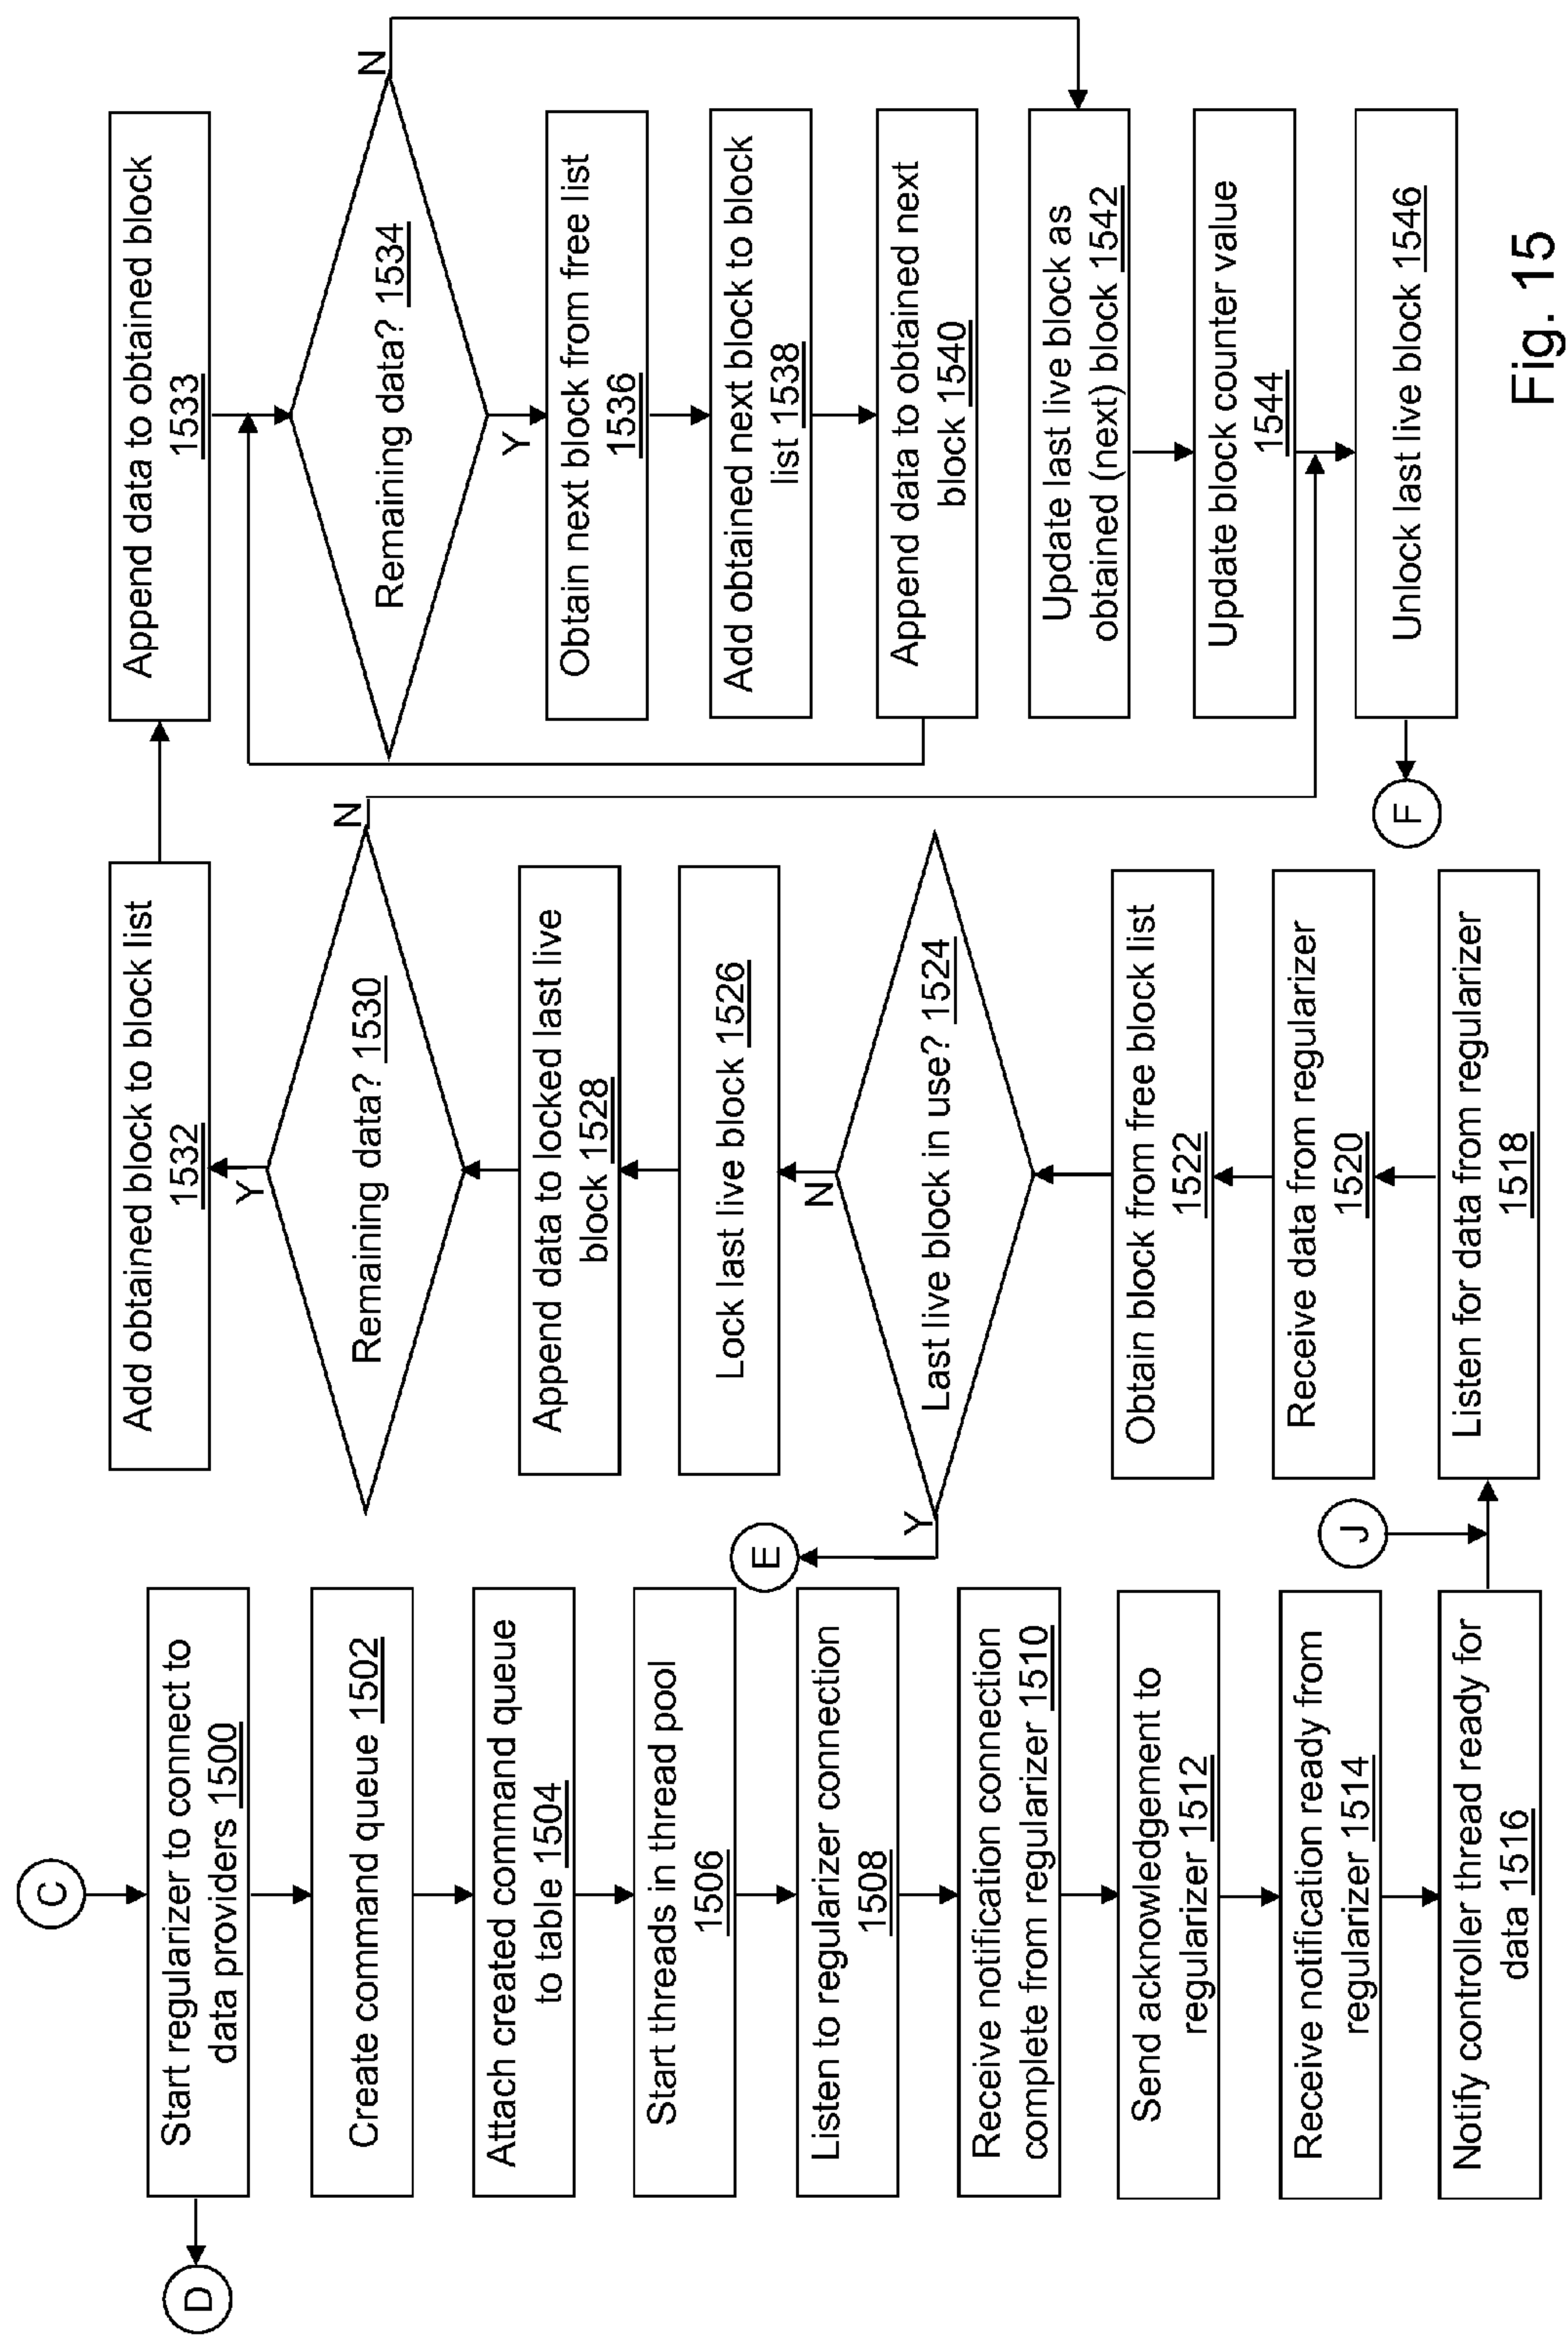 C
Start regularizer to connect to
data providers 1500
D
Create command queue 1502
Attach created command queue
to table 1504
Start threads in thread pool
1506
Listen to regularizer connection
1508
Receive notification connection
complete from regularizer 1510
Send acknowledgement to
regularizer 1512
Receive notification ready from
regularizer 1514
Notify controller thread ready for
data 1516
J
Listen for data from regularizer
1518
Receive data from regularizer
1520
Obtain block from free block list
1522
Last live block in use? 1524
Y
E
N
Lock last live block 1526
Append data to locked last live
block 1528
Remaining data? 1530
N
Y
Add obtained block to block list
1532
Append data to obtained block
1533
Remaining data? 1534
N
Y
Obtain next block from free list
1536
Add obtained next block to block
list 1538
Append data to obtained next
block 1540
Update last live block as
obtained (next) block 1542
Update block counter value
1544
Unlock last live block 1546
F
Fig. 15